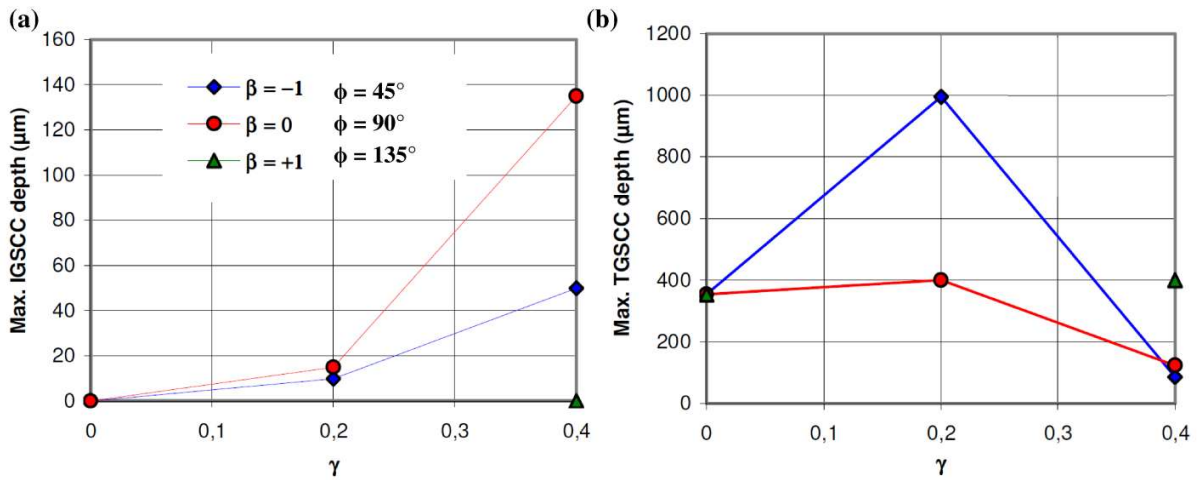 (a)
Max. IGSCC depth (µm)
160
140
120
100
80
60
40
20
0
β = −1 ϕ = 45°
β = 0 ϕ = 90°
β = +1 ϕ = 135°
0 0,1 0,2 0,3 0,4
γ
(b)
Max. TGSCC depth (µm)
1200
1000
800
600
400
200
0
0 0,1 0,2 0,3 0,4
γ